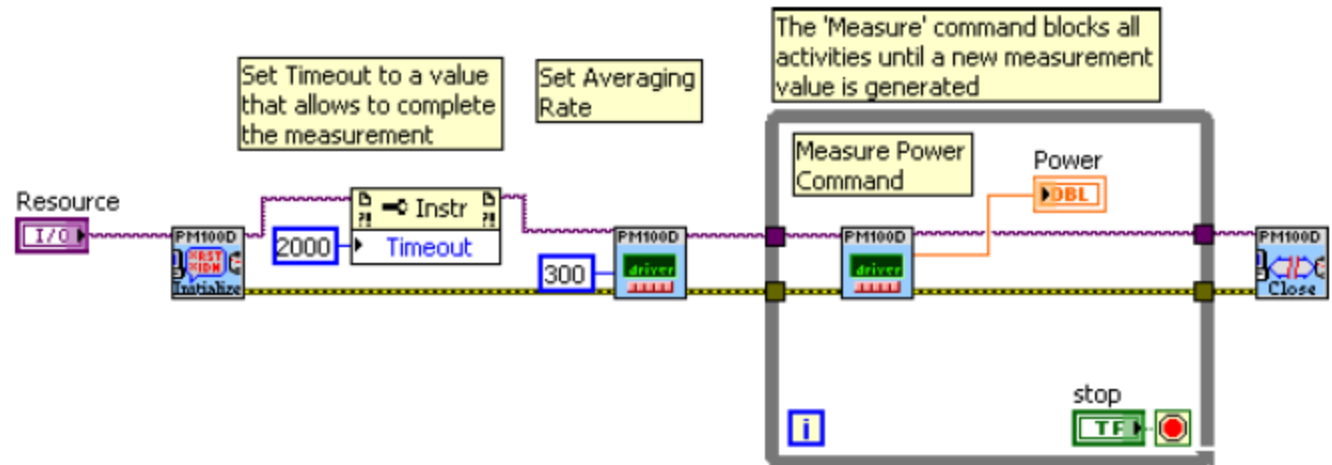 The 'Measure' command blocks all
activities until a new measurement
value is generated
Set Timeout to a value
that allows to complete
the measurement
Set Averaging
Rate
Measure Power
Command
Power
DBL
Resource
I/O
PM100D
*RST
*IDN
Initialize
Instr
2000
Timeout
300
PM100D
driver
PM100D
driver
PM100D
Close
stop
TF
i